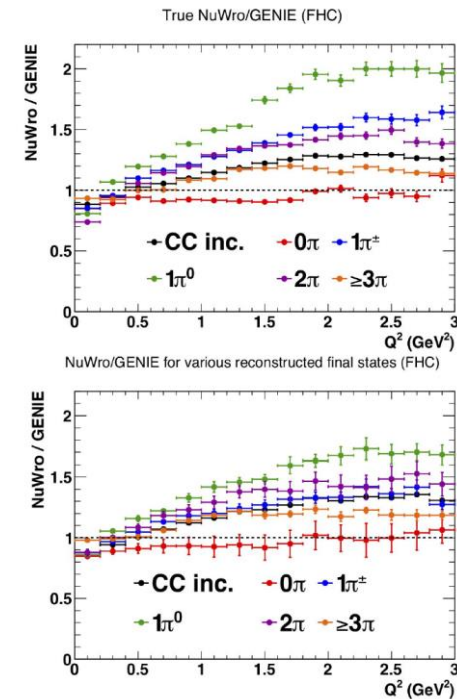 True NuWro/GENIE (FHC)
NuWro / GENIE
2
1.5
1
0.5
0
CC inc. 0π 1π±
1π⁰ 2π ≥3π
0 0.5 1 1.5 2 2.5 3
Q² (GeV²)
NuWro/GENIE for various reconstructed final states (FHC)
NuWro / GENIE
2
1.5
1
0.5
0
CC inc. 0π 1π±
1π⁰ 2π ≥3π
0 0.5 1 1.5 2 2.5 3
Q² (GeV²)